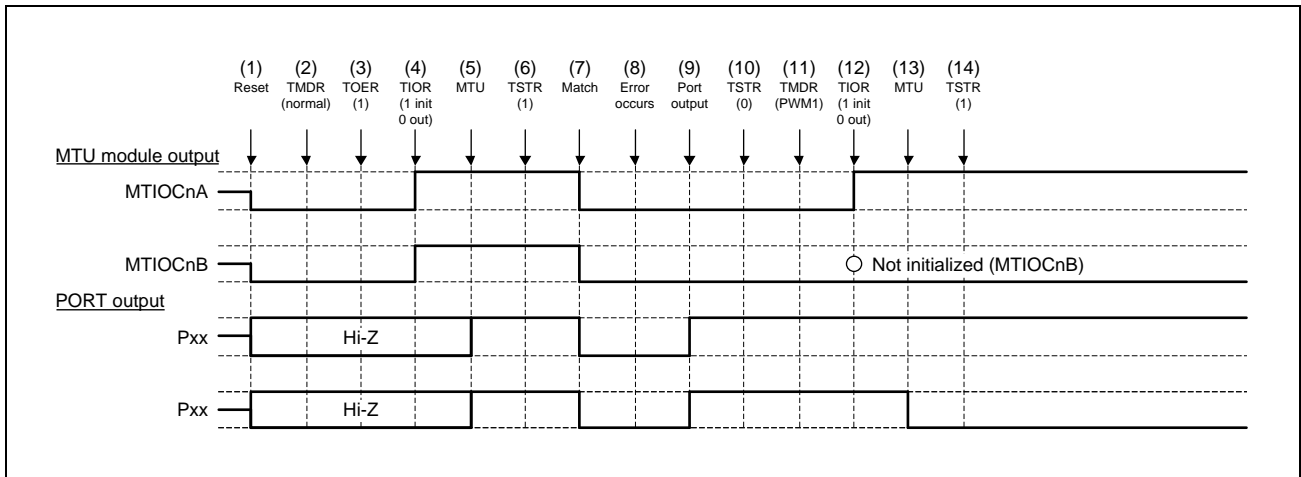 (1) (2) (3) (4) (5) (6) (7) (8) (9) (10) (11) (12) (13) (14)
Reset TMDR TOER TIOR MTU TSTR Match Error Port TSTR TMDR TIOR MTU TSTR
(normal) (1) (1 init (1) occurs output (0) (PWM1) (1 init (1)
0 out) 0 out)
MTU module output
MTIOCnA
MTIOCnB Not initialized (MTIOCnB)
PORT output
Pxx Hi-Z
Pxx Hi-Z